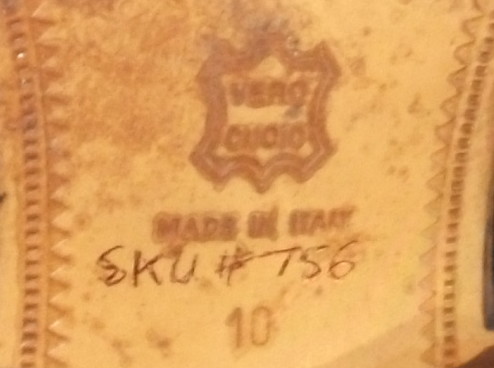 VERO
CUOIO
MADE IN ITALY
SKU # 756
10